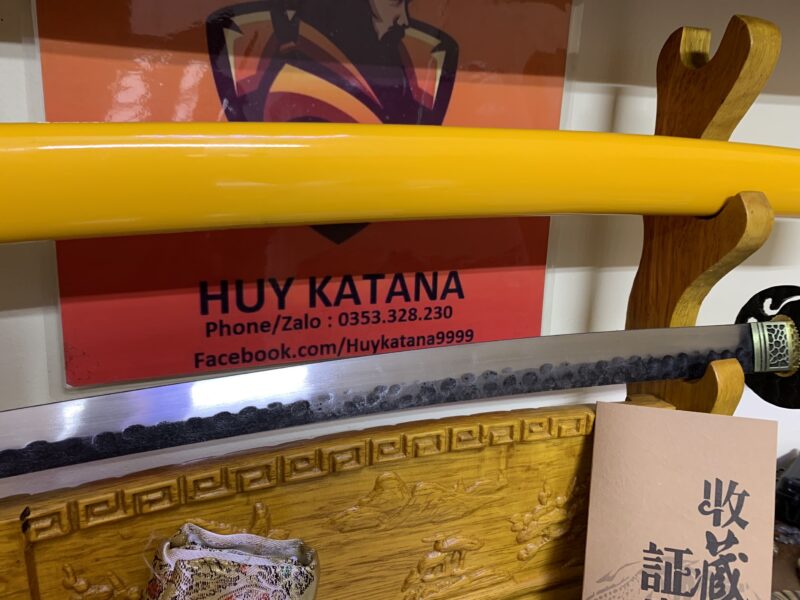 HUY KATANA
Phone/Zalo : 0353.328.230
Facebook.com/Huykatana9999
收藏
証